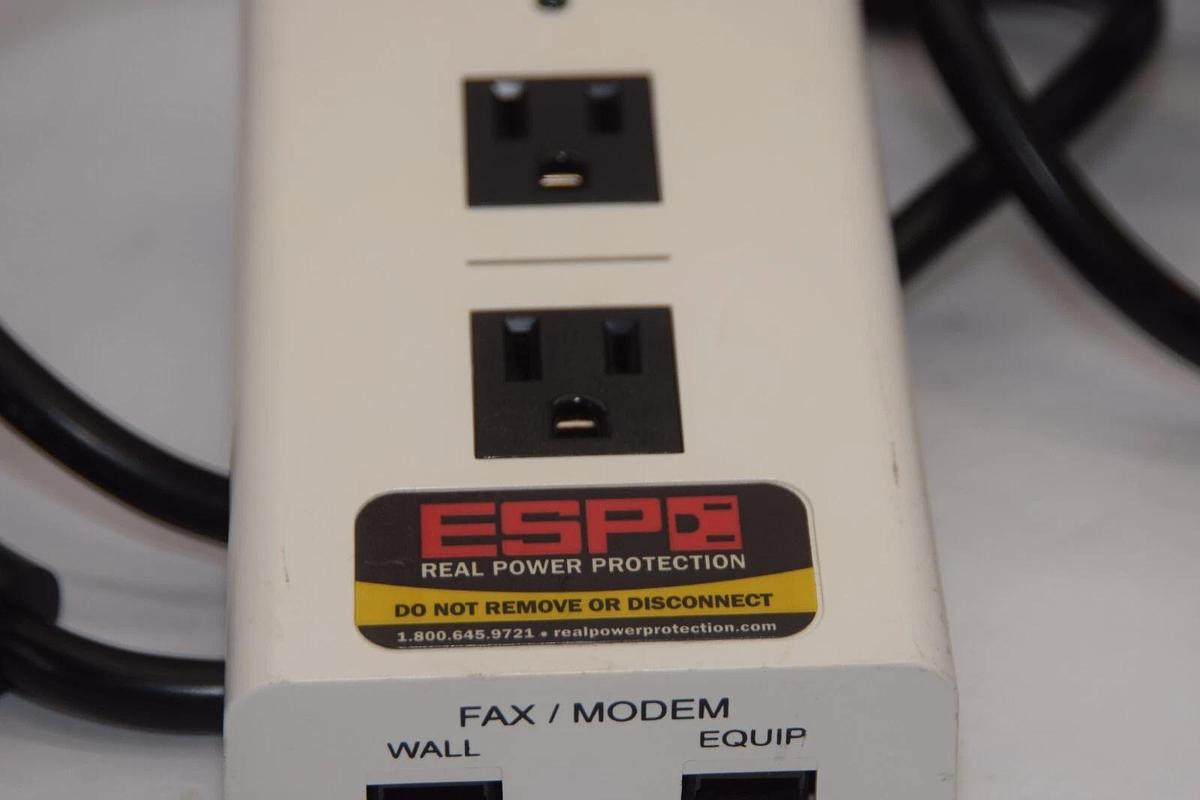 ESP
REAL POWER PROTECTION
DO NOT REMOVE OR DISCONNECT
1.800.645.9721 • realpowerprotection.com
FAX / MODEM
WALL
EQUIP